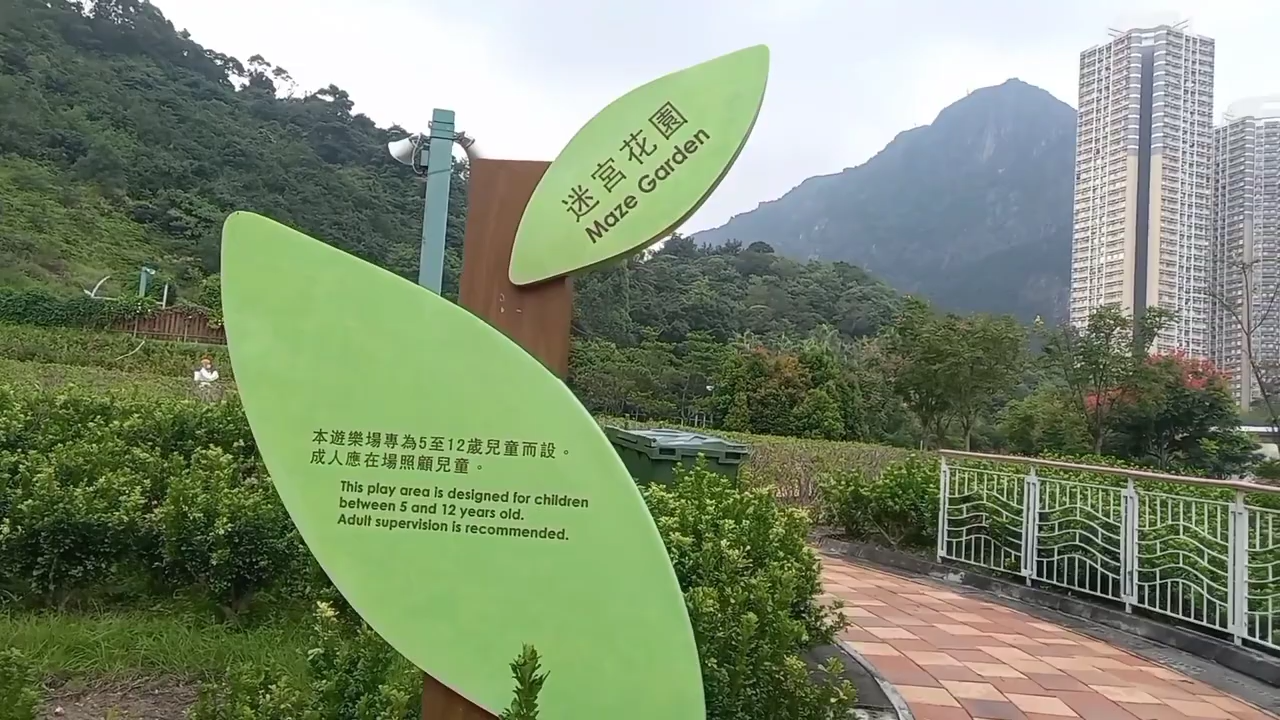 迷宮花園
Maze Garden
本遊樂場專為5至12歲兒童而設。
成人應在場照顧兒童。
This play area is designed for children
between 5 and 12 years old.
Adult supervision is recommended.